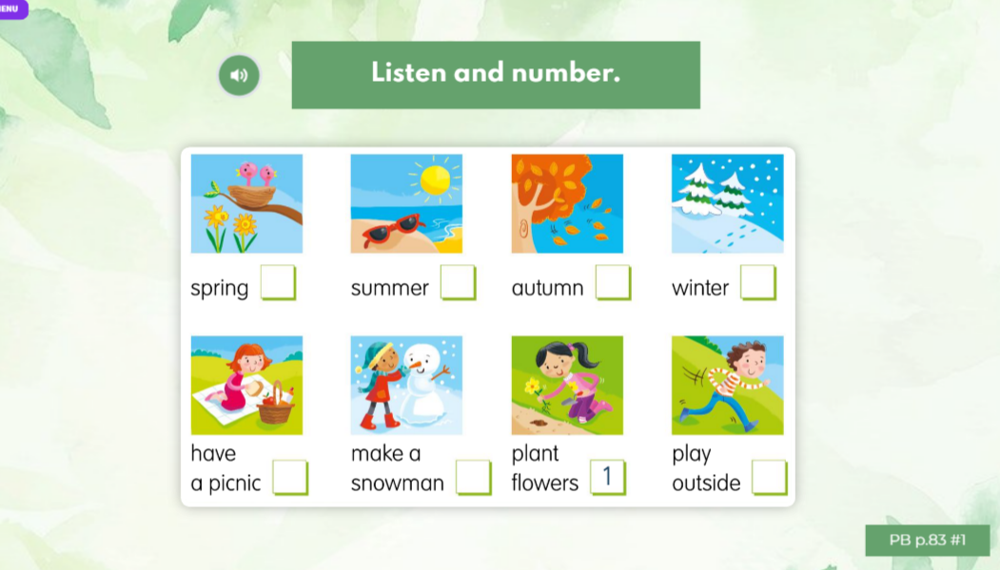 MENU
Listen and number.
spring
summer
autumn
winter
have
a picnic
make a
snowman
plant
flowers 1
play
outside
PB p.83 #1